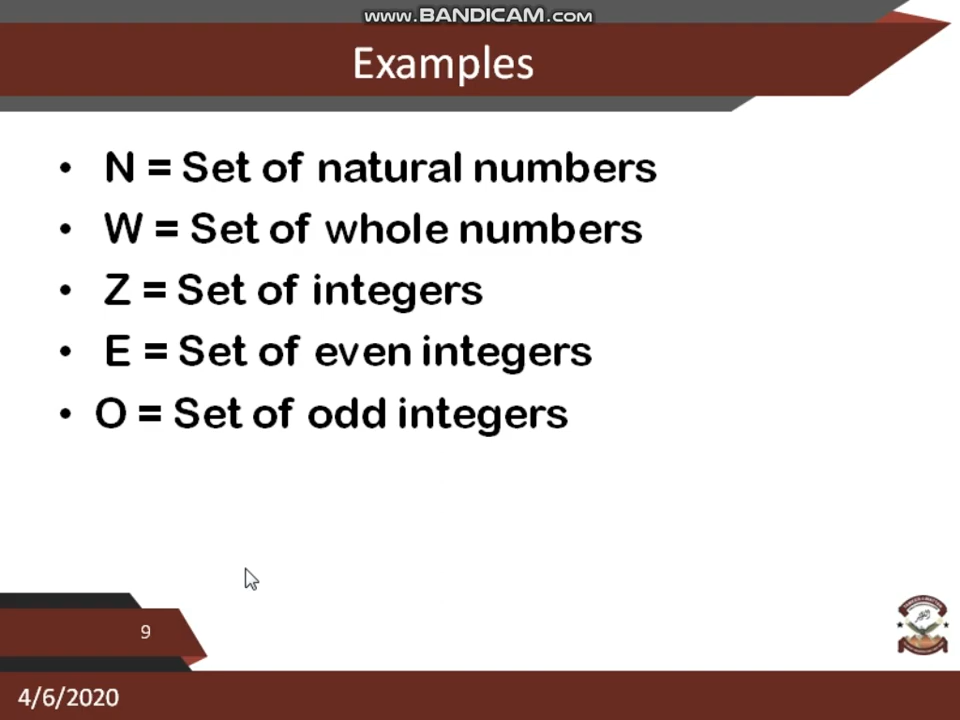 www.BANDICAM.com
Examples
• N = Set of natural numbers
• W = Set of whole numbers
• Z = Set of integers
• E = Set of even integers
• O = Set of odd integers
9
4/6/2020